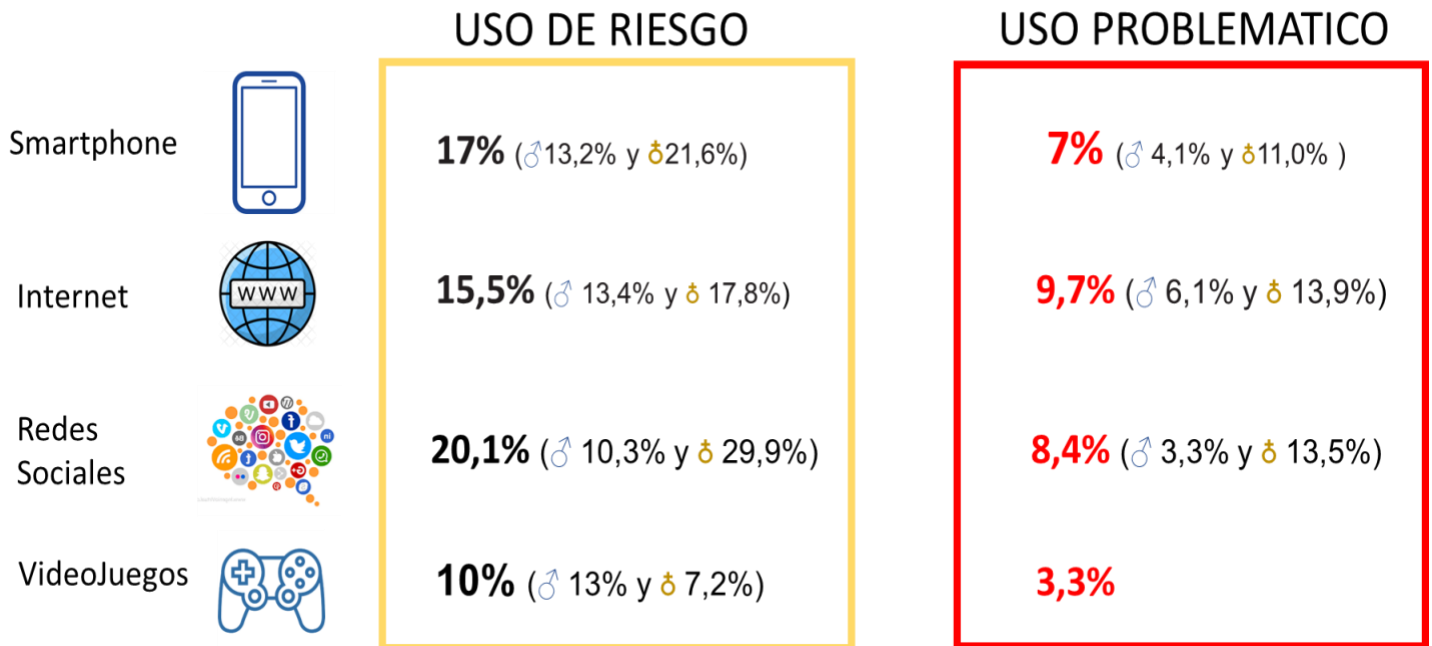 USO DE RIESGO
USO PROBLEMATICO
Smartphone
17% (♂13,2% y ♁21,6%)
7% (♂ 4,1% y ♁11,0% )
Internet
WWW
15,5% (♂ 13,4% y ♁ 17,8%)
9,7% (♂ 6,1% y ♁ 13,9%)
Redes
Sociales
20,1% (♂ 10,3% y ♁ 29,9%)
8,4% (♂ 3,3% y ♁ 13,5%)
VideoJuegos
10% (♂ 13% y ♁ 7,2%)
3,3%